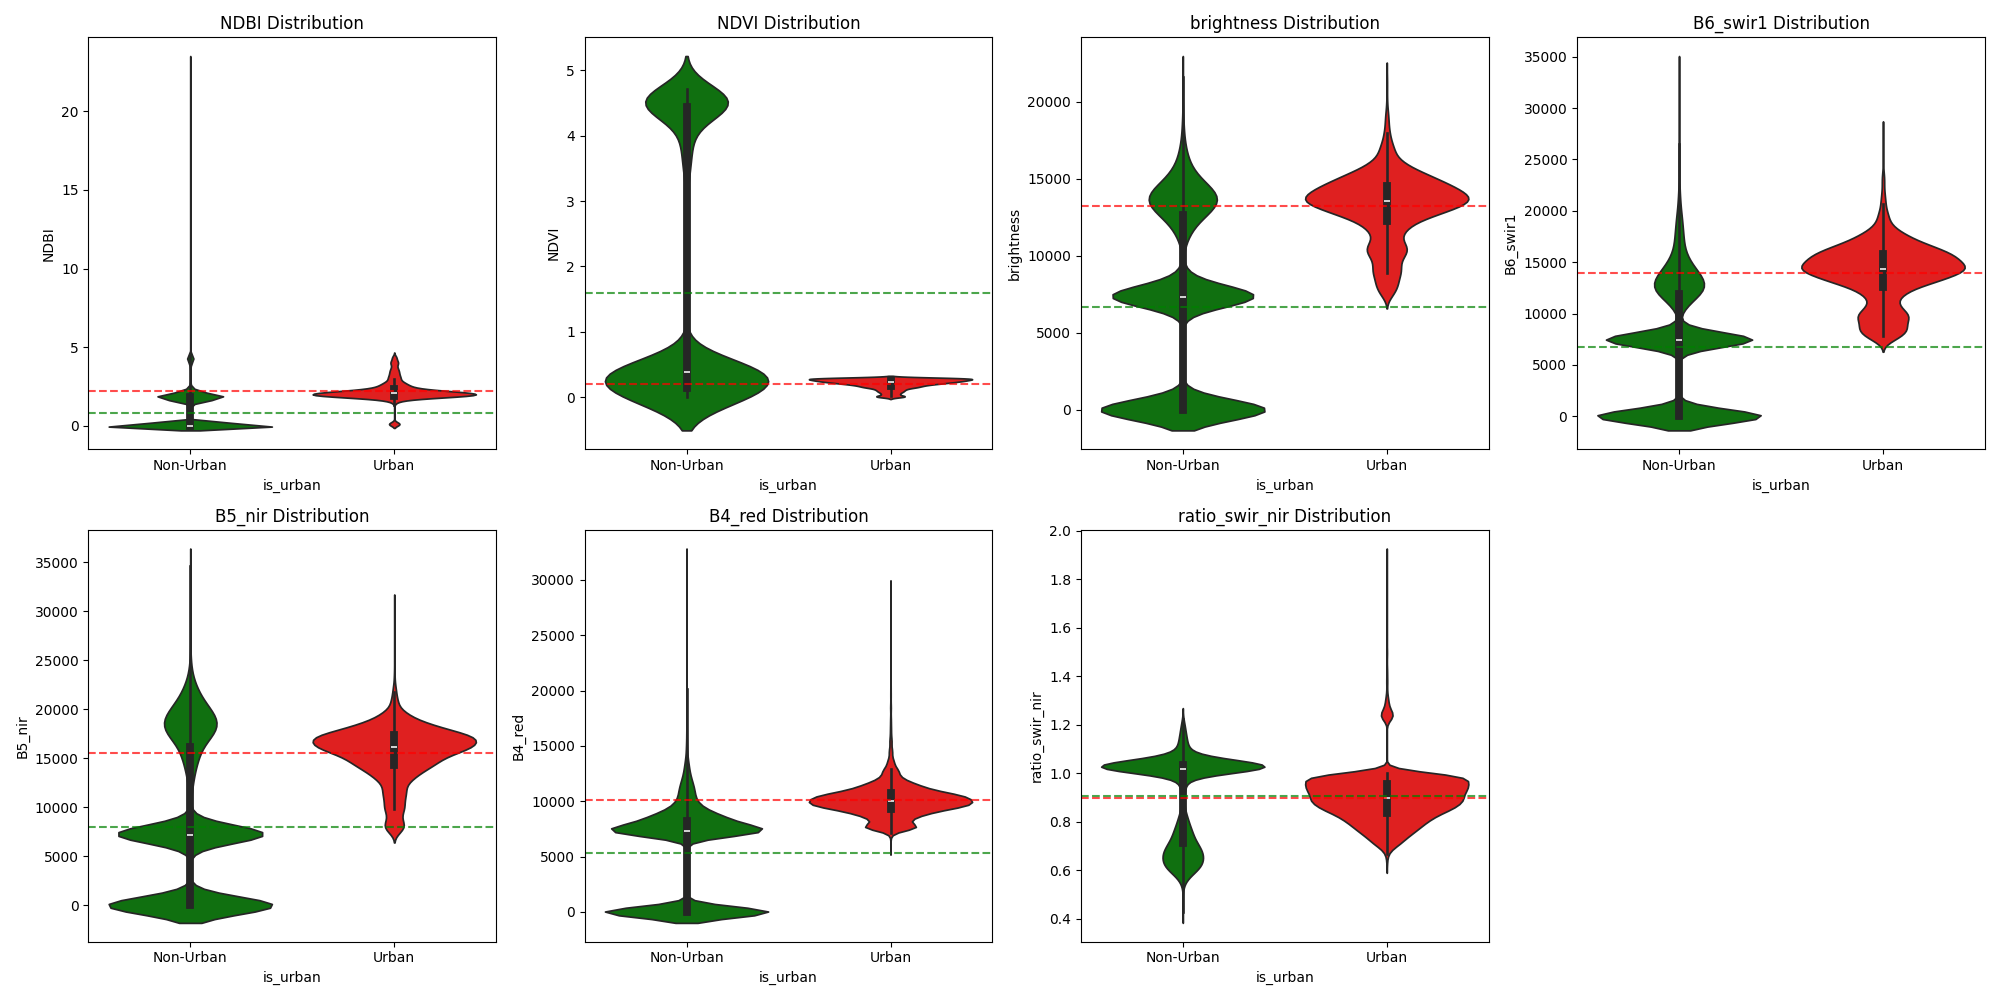 NDBI Distribution
NDBI
20
15
10
5
0
Non-Urban
Urban
is_urban
NDVI Distribution
NDVI
5
4
3
2
1
0
Non-Urban
Urban
is_urban
brightness Distribution
brightness
20000
15000
10000
5000
0
Non-Urban
Urban
is_urban
B6_swir1 Distribution
B6_swir1
35000
30000
25000
20000
15000
10000
5000
0
Non-Urban
Urban
is_urban
B5_nir Distribution
B5_nir
35000
30000
25000
20000
15000
10000
5000
0
Non-Urban
Urban
is_urban
B4_red Distribution
B4_red
30000
25000
20000
15000
10000
5000
0
Non-Urban
Urban
is_urban
ratio_swir_nir Distribution
ratio_swir_nir
2.0
1.8
1.6
1.4
1.2
1.0
0.8
0.6
0.4
Non-Urban
Urban
is_urban